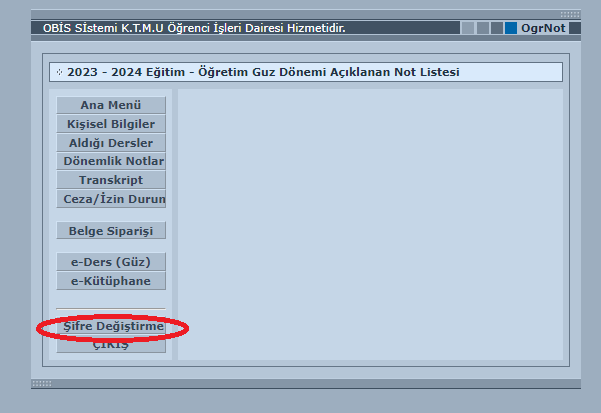 OBİS Sİstemi K.T.M.U Öğrenci İşleri Dairesi Hizmetidir. OgrNot
2023 - 2024 Eğitim - Öğretim Guz Dönemi Açıklanan Not Listesi
Ana Menü
Kişisel Bilgiler
Aldığı Dersler
Dönemlik Notlar
Transkript
Ceza/İzin Durun
Belge Siparişi
e-Ders (Güz)
e-Kütüphane
Şifre Değiştirme
ÇIKIŞ